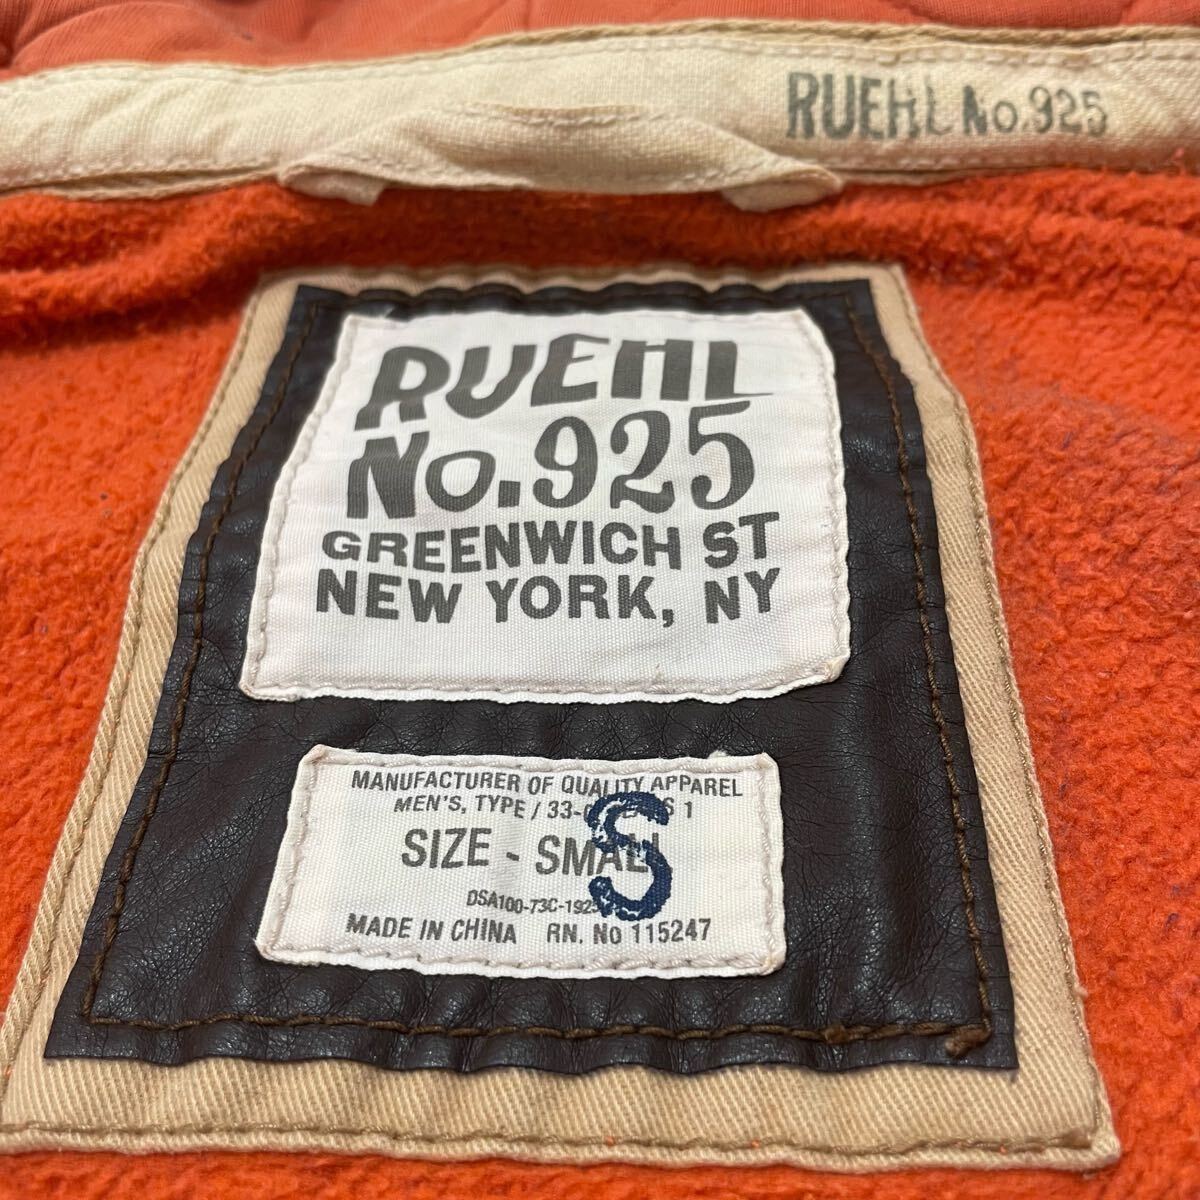 RUEHL No.925
RUEHL
No.925
GREENWICH ST
NEW YORK, NY
MANUFACTURER OF QUALITY APPAREL
MEN'S, TYPE / 1
SIZE - SMALL
S
MADE IN CHINA RN. No 115247